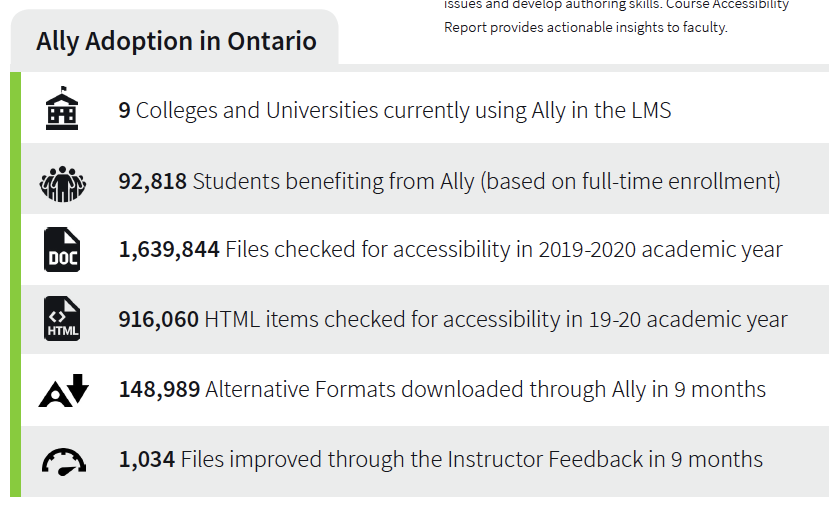 issues and develop authoring skills. Course Accessibility
Report provides actionable insights to faculty.
Ally Adoption in Ontario
9 Colleges and Universities currently using Ally in the LMS
92,818 Students benefiting from Ally (based on full-time enrollment)
DOC
1,639,844 Files checked for accessibility in 2019-2020 academic year
HTML
916,060 HTML items checked for accessibility in 19-20 academic year
148,989 Alternative Formats downloaded through Ally in 9 months
1,034 Files improved through the Instructor Feedback in 9 months